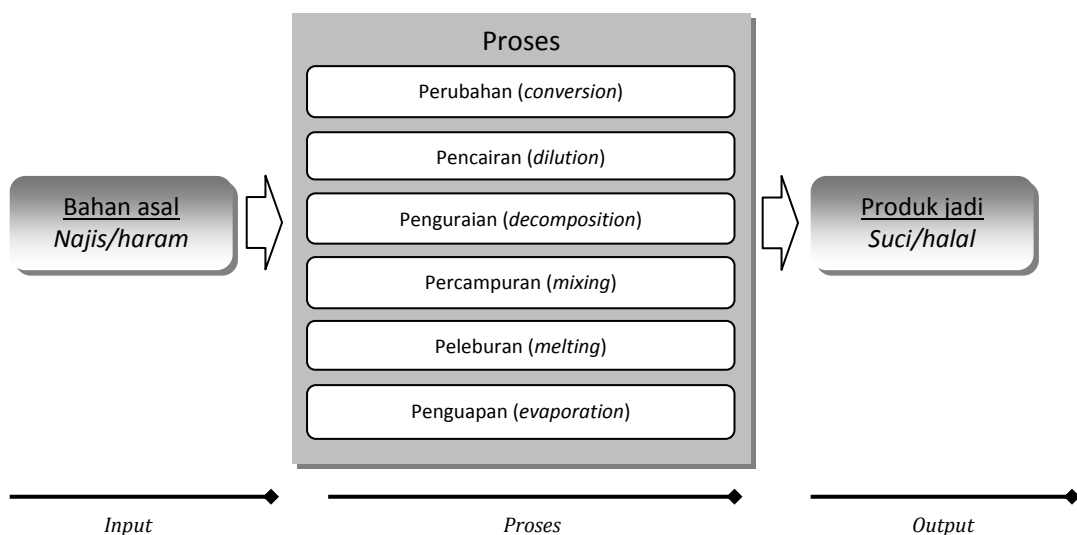 Proses
Perubahan (conversion)
Pencairan (dilution)
Bahan asal
Najis/haram
Penguraian (decomposition)
Produk jadi
Suci/halal
Percampuran (mixing)
Peleburan (melting)
Penguapan (evaporation)
Input
Proses
Output